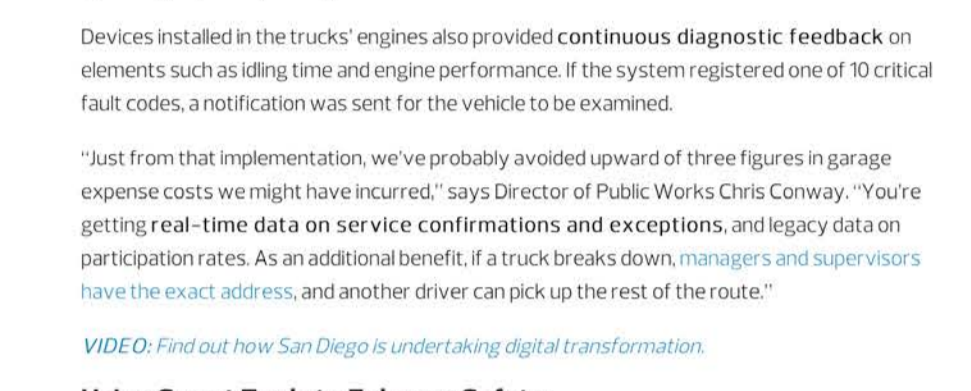 Devices installed in the trucks' engines also provided continuous diagnostic feedback on
elements such as idling time and engine performance. If the system registered one of 10 critical
fault codes, a notification was sent for the vehicle to be examined.
“Just from that implementation, we've probably avoided upward of three figures in garage
expense costs we might have incurred,” says Director of Public Works Chris Conway. “You're
getting real-time data on service confirmations and exceptions, and legacy data on
participation rates. As an additional benefit, if a truck breaks down, managers and supervisors
have the exact address, and another driver can pick up the rest of the route.”
VIDEO: Find out how San Diego is undertaking digital transformation.